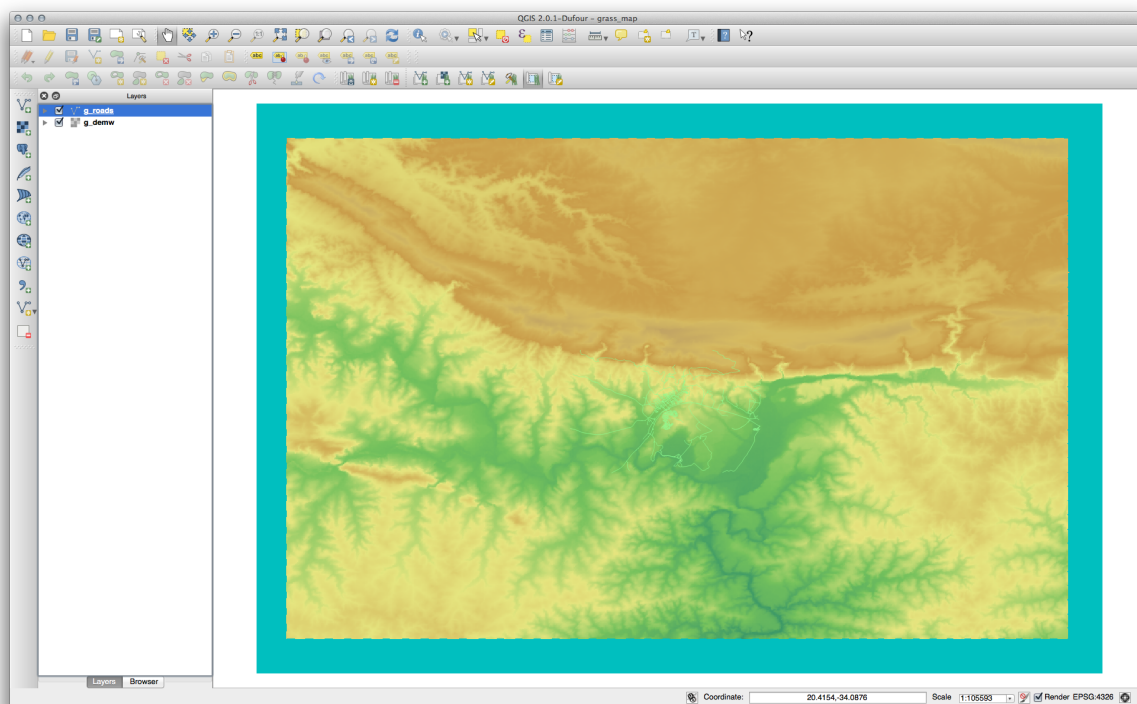 QGIS 2.0.1-Dufour - grass_map
abc
Layers
g_roads
g_demw
Layers Browser
Coordinate: 20.4154,-34.0876 Scale 1:105593 Render EPSG:4326